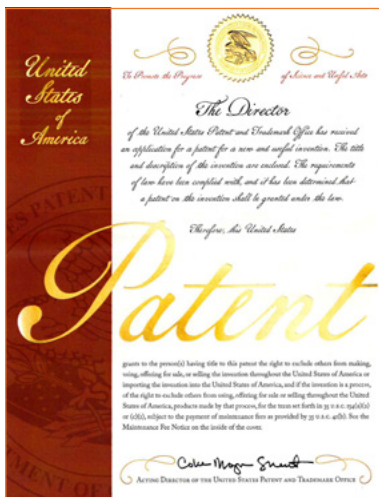 United
States
of
America
To Promote the Progress
of Science and Useful Arts
The Director
of the United States Patent and Trademark Office has received
an application for a patent for a new and useful invention. The title
and description of the invention are enclosed. The requirements
of law have been complied with, and it has been determined that
a patent on the invention shall be granted under the law.
Therefore, this United States
Patent
grants to the person(s) having title to this patent the right to exclude others from making,
using, offering for sale, or selling the invention throughout the United States of America or
importing the invention into the United States of America, and if the invention is a process,
of the right to exclude others from using, offering for sale or selling throughout the United
States of America, products made by that process, for the term set forth in 35 U.S.C. 154(a)(2)
or (c)(1), subject to the payment of maintenance fees as provided by 35 U.S.C. 41(b). See the
Maintenance Fee Notice on the inside of the cover.
Acting Director of the United States Patent and Trademark Office